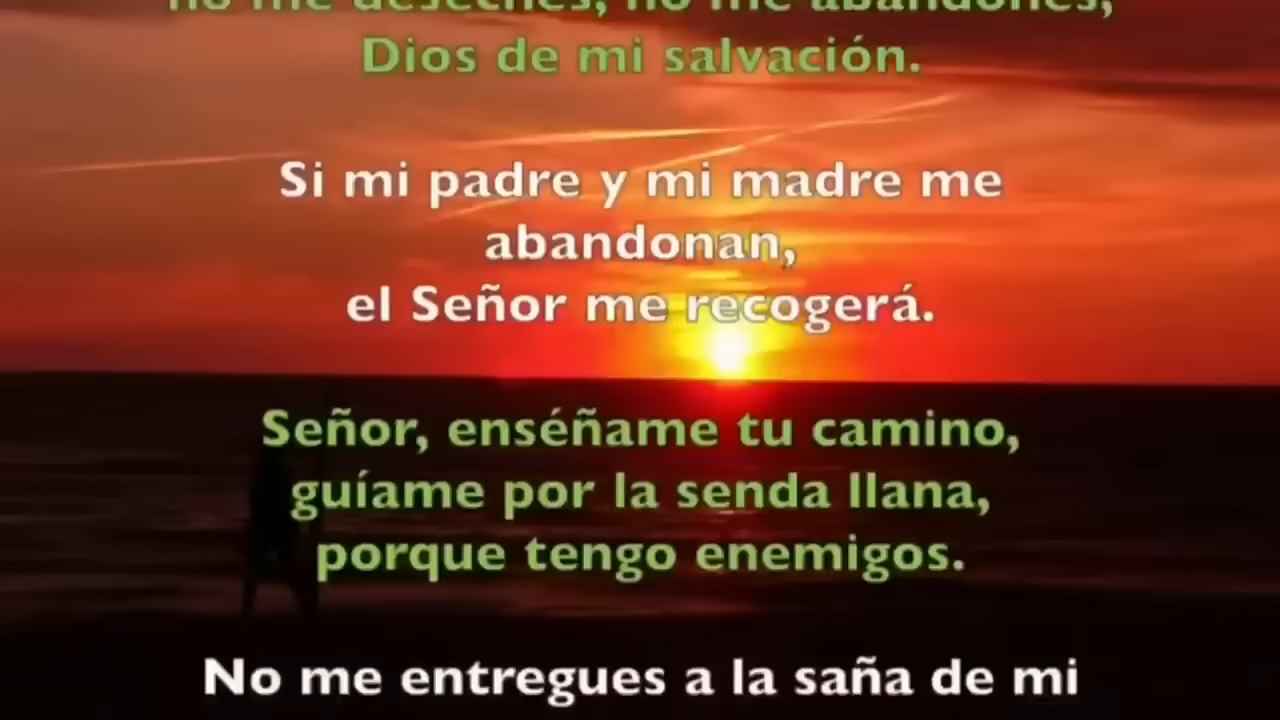 no me deseches, no me abandones,
Dios de mi salvación.
Si mi padre y mi madre me
abandonan,
el Señor me recogerá.
Señor, enséñame tu camino,
guíame por la senda llana,
porque tengo enemigos.
No me entregues a la saña de mi